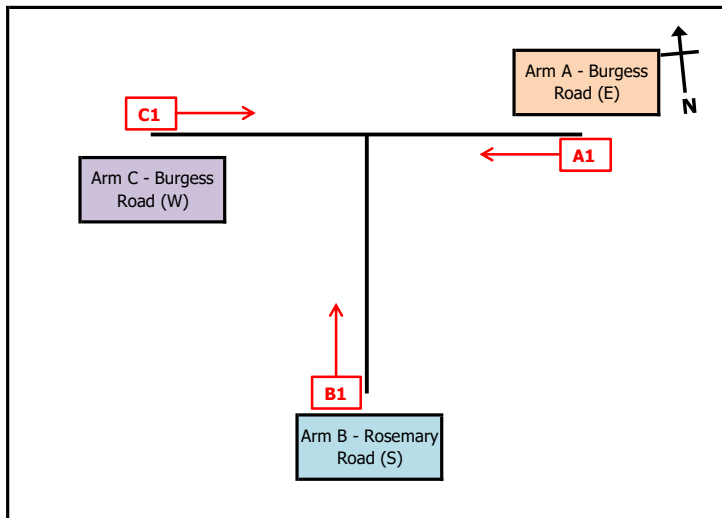 Arm A - Burgess
Road (E)
N
C1
A1
Arm C - Burgess
Road (W)
B1
Arm B - Rosemary
Road (S)